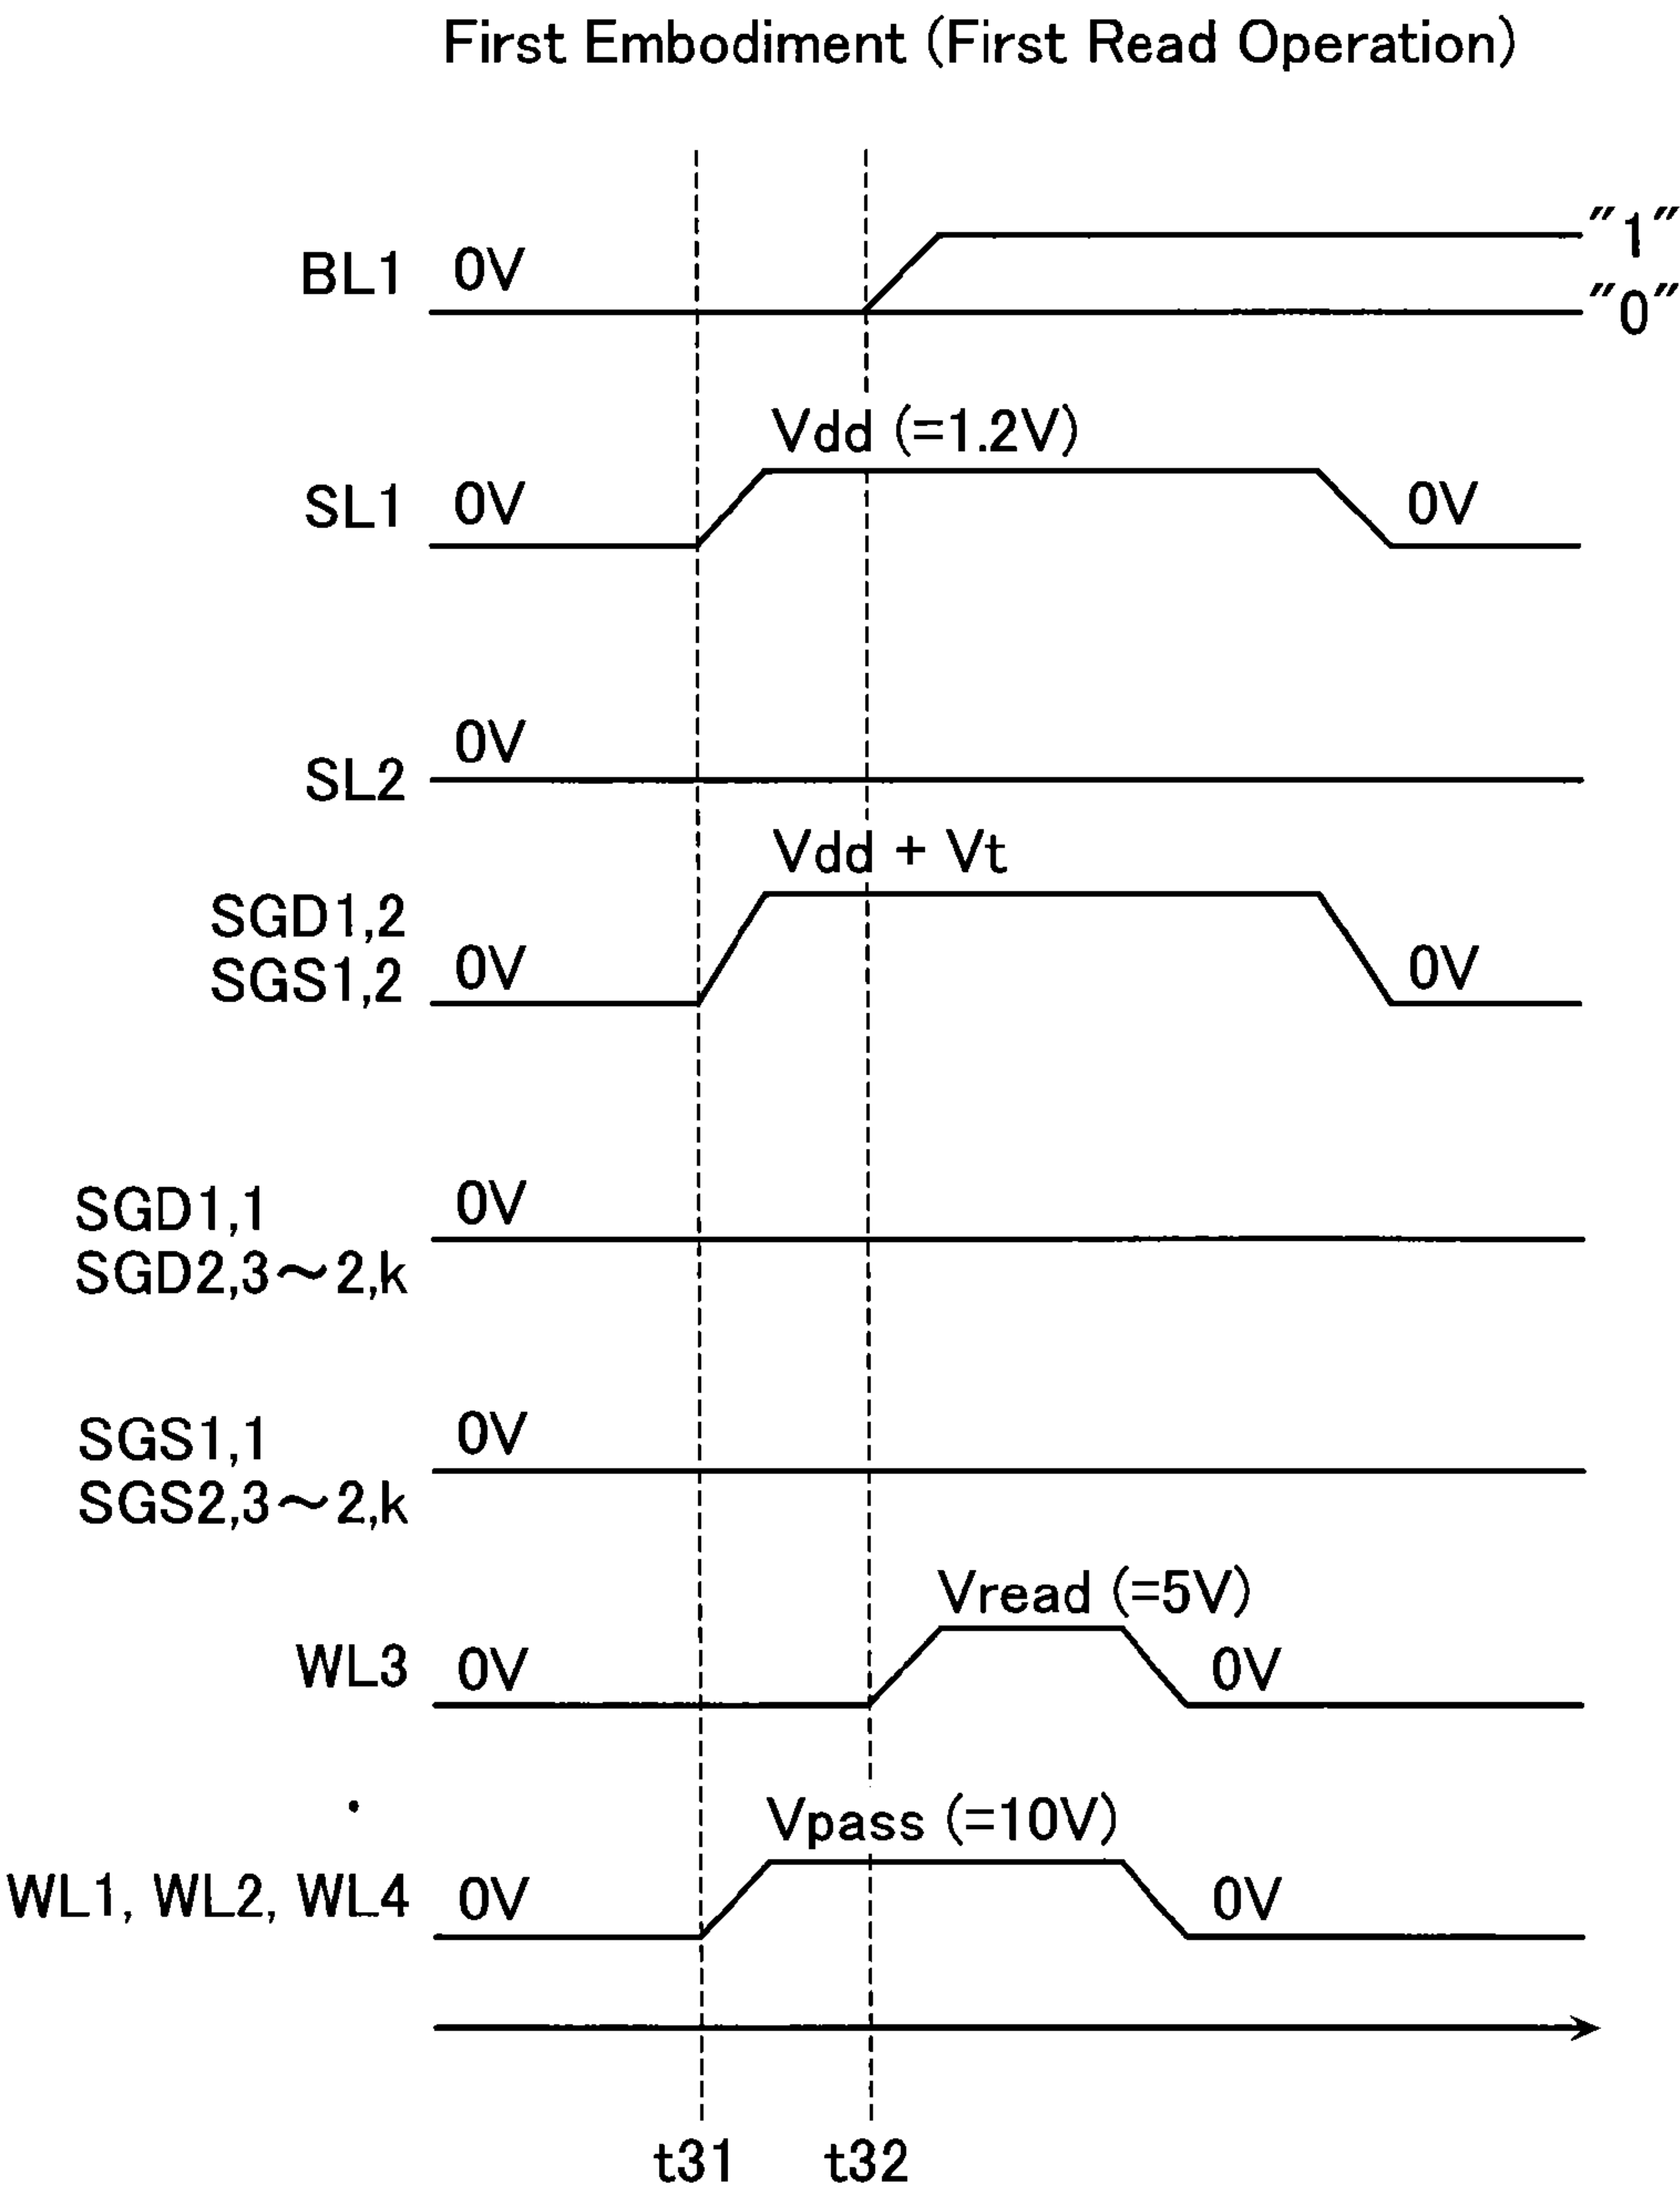 First Embodiment (First Read Operation)
BL1 0V "1"
"0"
Vdd (=1.2V)
SL1 0V 0V
0V
SL2
Vdd + Vt
SGD1,2
SGS1,2 0V 0V
SGD1,1 0V
SGD2,3～2,k
SGS1,1 0V
SGS2,3～2,k
Vread (=5V)
WL3 0V 0V
Vpass (=10V)
WL1, WL2, WL4 0V 0V
t31 t32